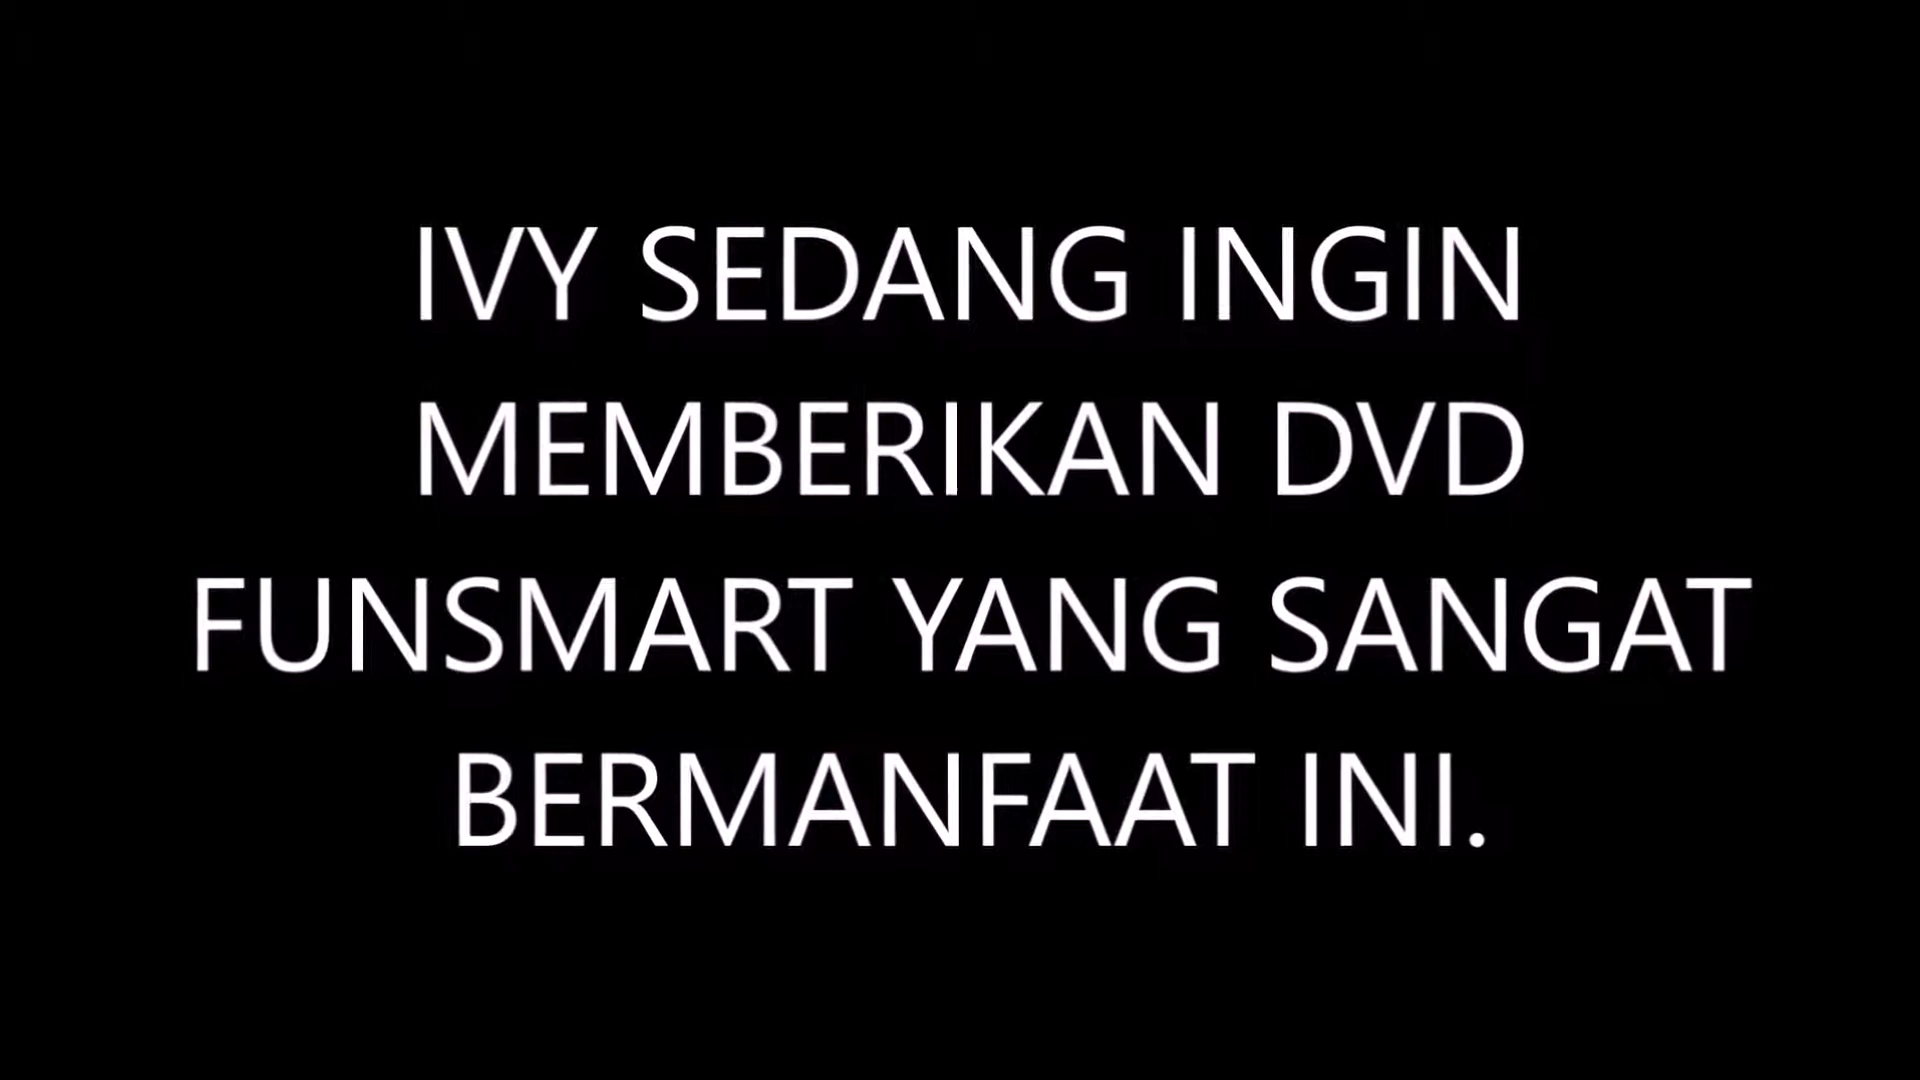 IVY SEDANG INGIN
MEMBERIKAN DVD
FUNSMART YANG SANGAT
BERMANFAAT INI.